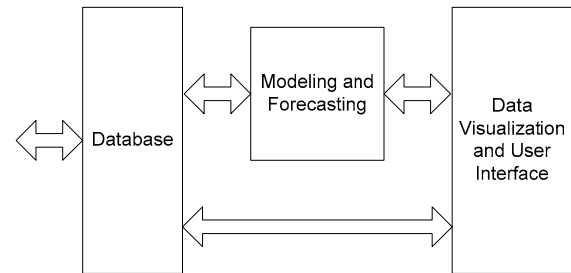 Database
Modeling and
Forecasting
Data
Visualization
and User
Interface